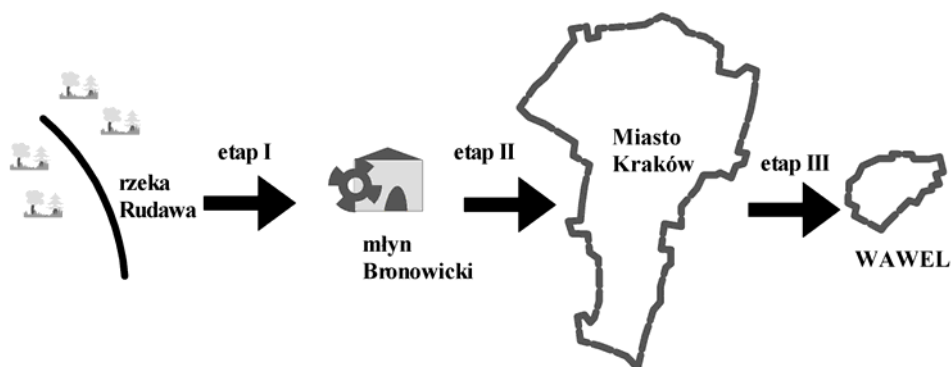 etap I
etap II
etap III
rzeka
Rudawa
młyn
Bronowicki
Miasto
Kraków
WAWEL